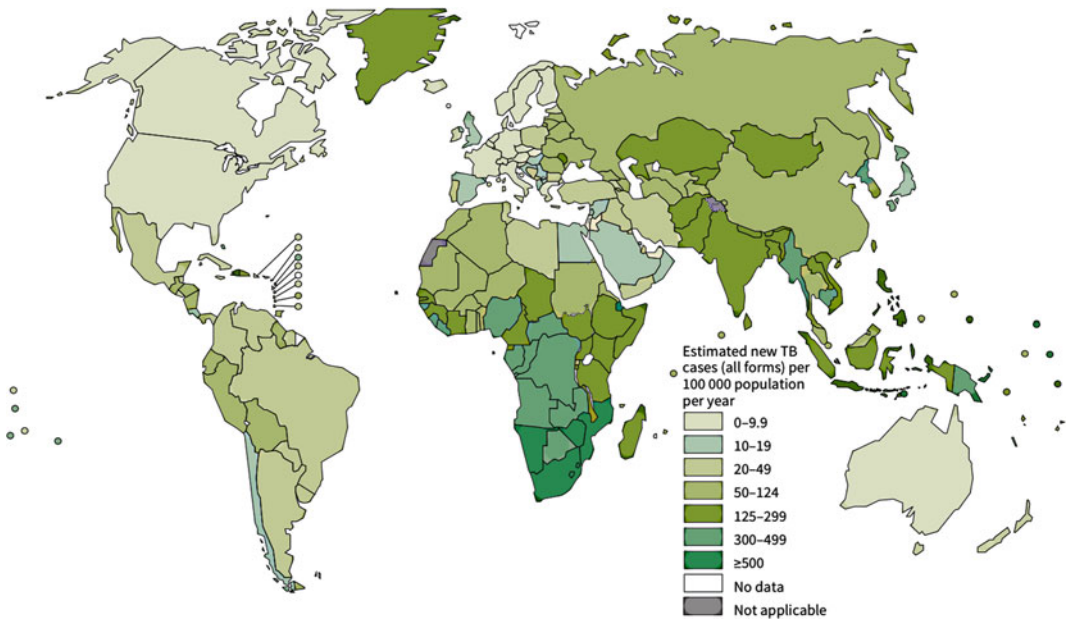 Estimated new TB
cases (all forms) per
100 000 population
per year
0–9.9
10–19
20–49
50–124
125–299
300–499
≥500
No data
Not applicable